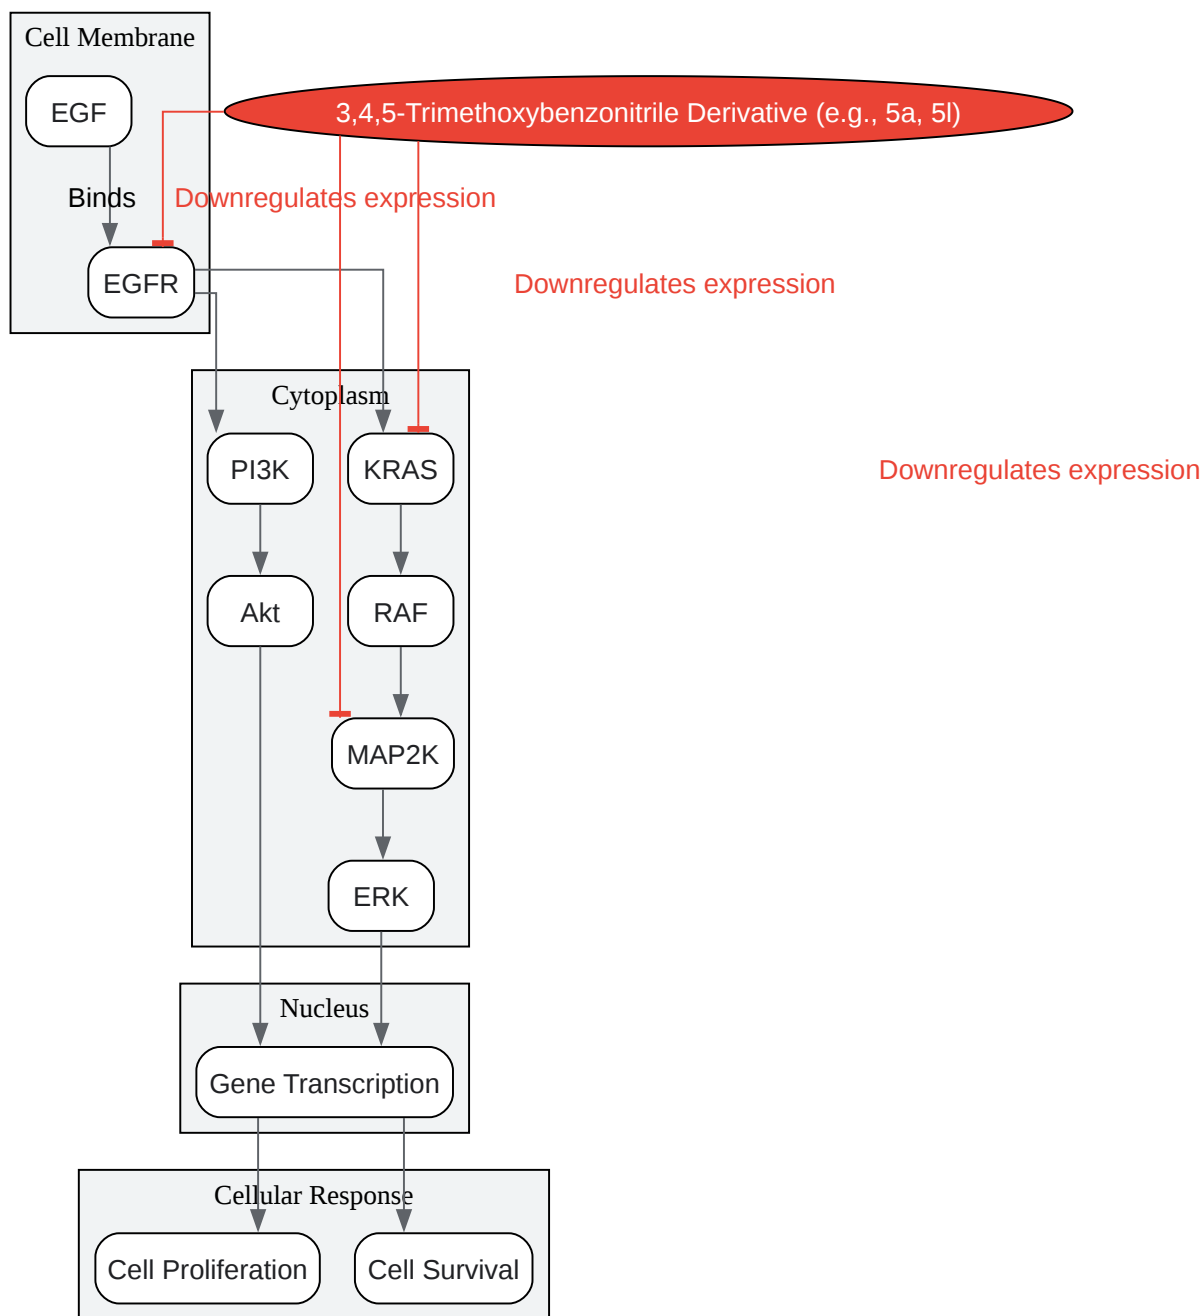 Cell Membrane
EGF
3,4,5-Trimethoxybenzonitrile Derivative (e.g., 5a, 5l)
Binds
Downregulates expression
EGFR
Downregulates expression
Cytoplasm
PI3K
KRAS
Downregulates expression
Akt
RAF
MAP2K
ERK
Nucleus
Gene Transcription
Cellular Response
Cell Proliferation
Cell Survival